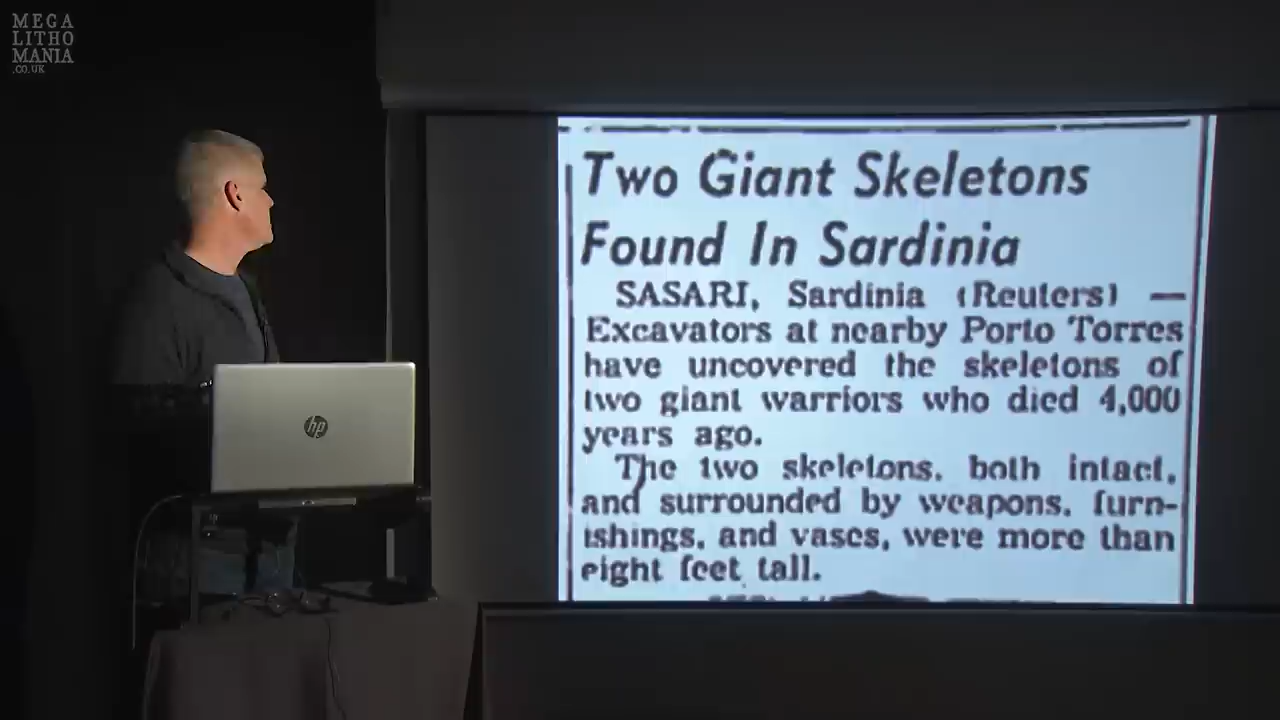 MEGA
LITHO
MANIA
.CO.UK
Two Giant Skeletons
Found In Sardinia
SASARI, Sardinia (Reuters) —
Excavators at nearby Porto Torres
have uncovered the skeletons of
two giant warriors who died 4,000
years ago.
The two skeletons, both intact,
and surrounded by weapons, furn-
ishings, and vases, were more than
eight feet tall.
hp